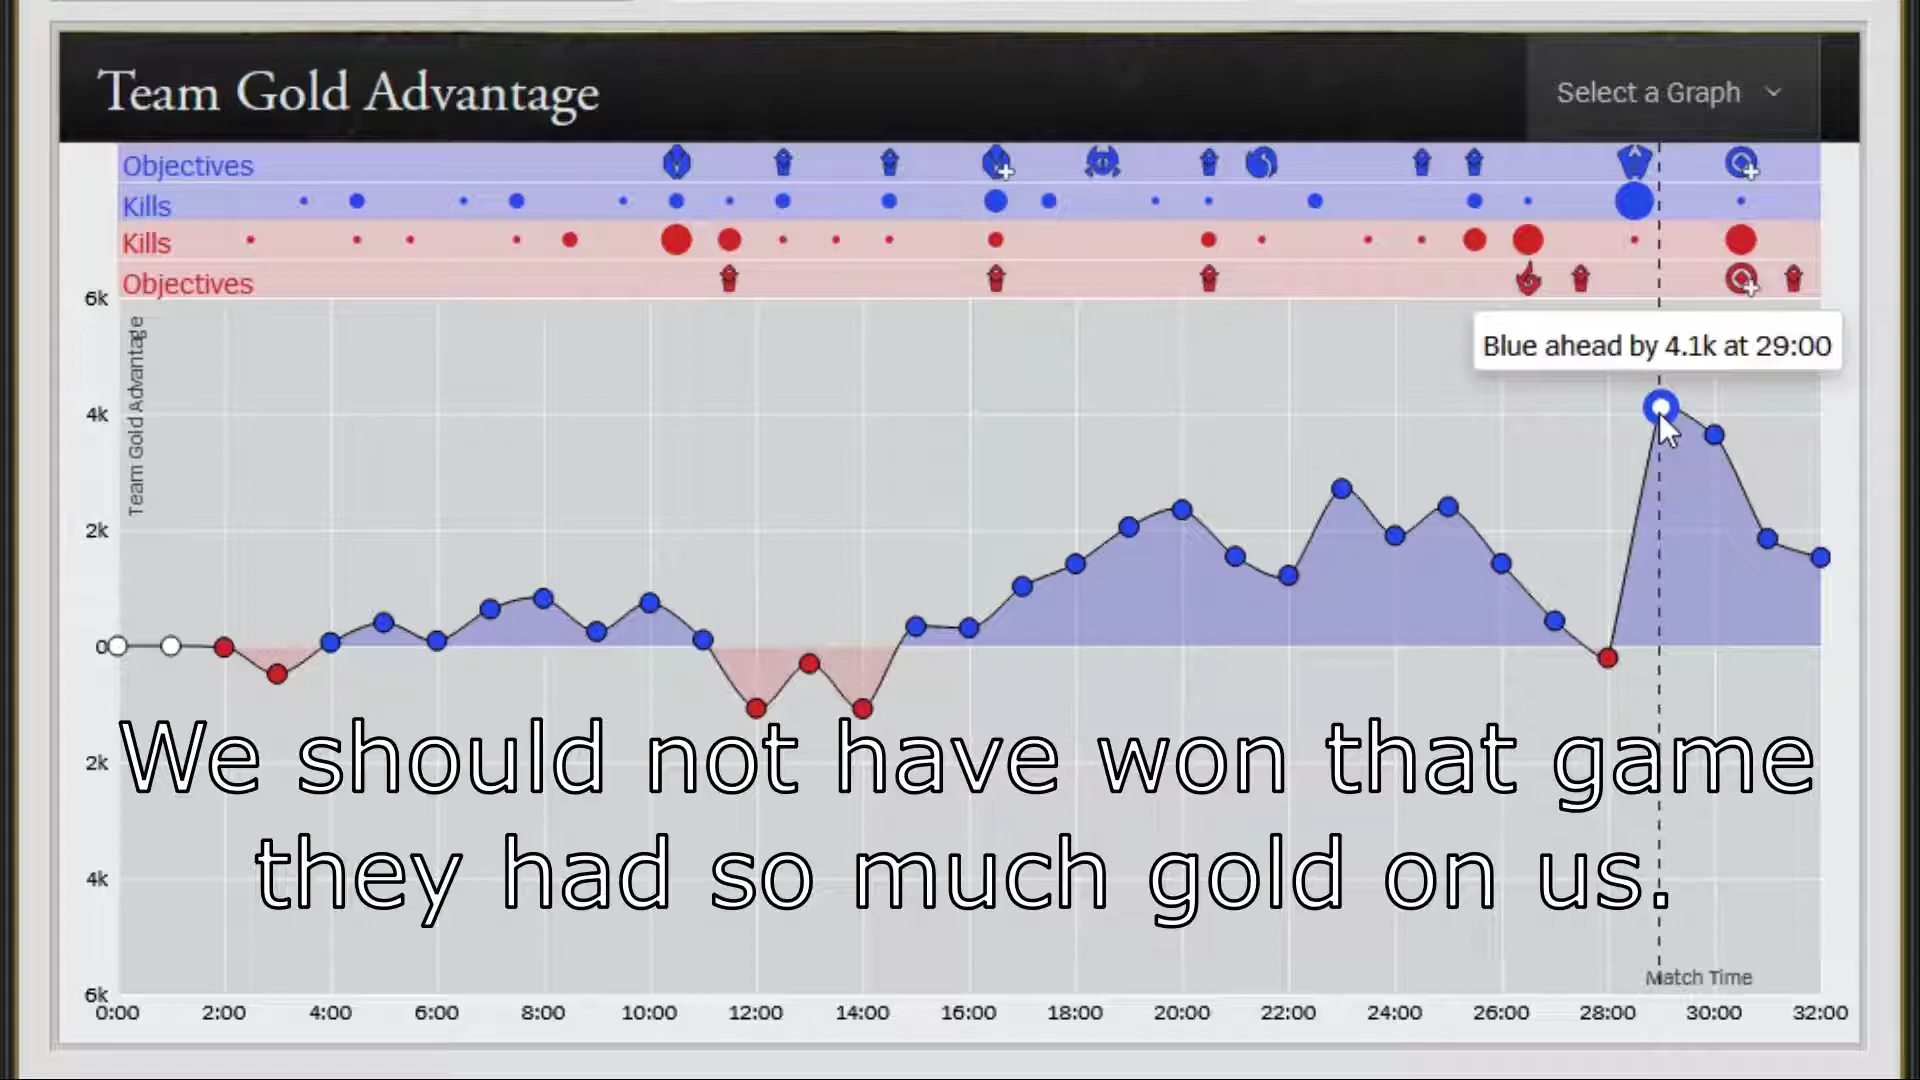 Team Gold Advantage
Select a Graph
Objectives
Kills
Kills
Objectives
6k
Team Gold Advantage
Blue ahead by 4.1k at 29:00
4k
2k
0
We should not have won that game
2k
they had so much gold on us.
4k
Match Time
6k
0:00 2:00 4:00 6:00 8:00 10:00 12:00 14:00 16:00 18:00 20:00 22:00 24:00 26:00 28:00 30:00 32:00